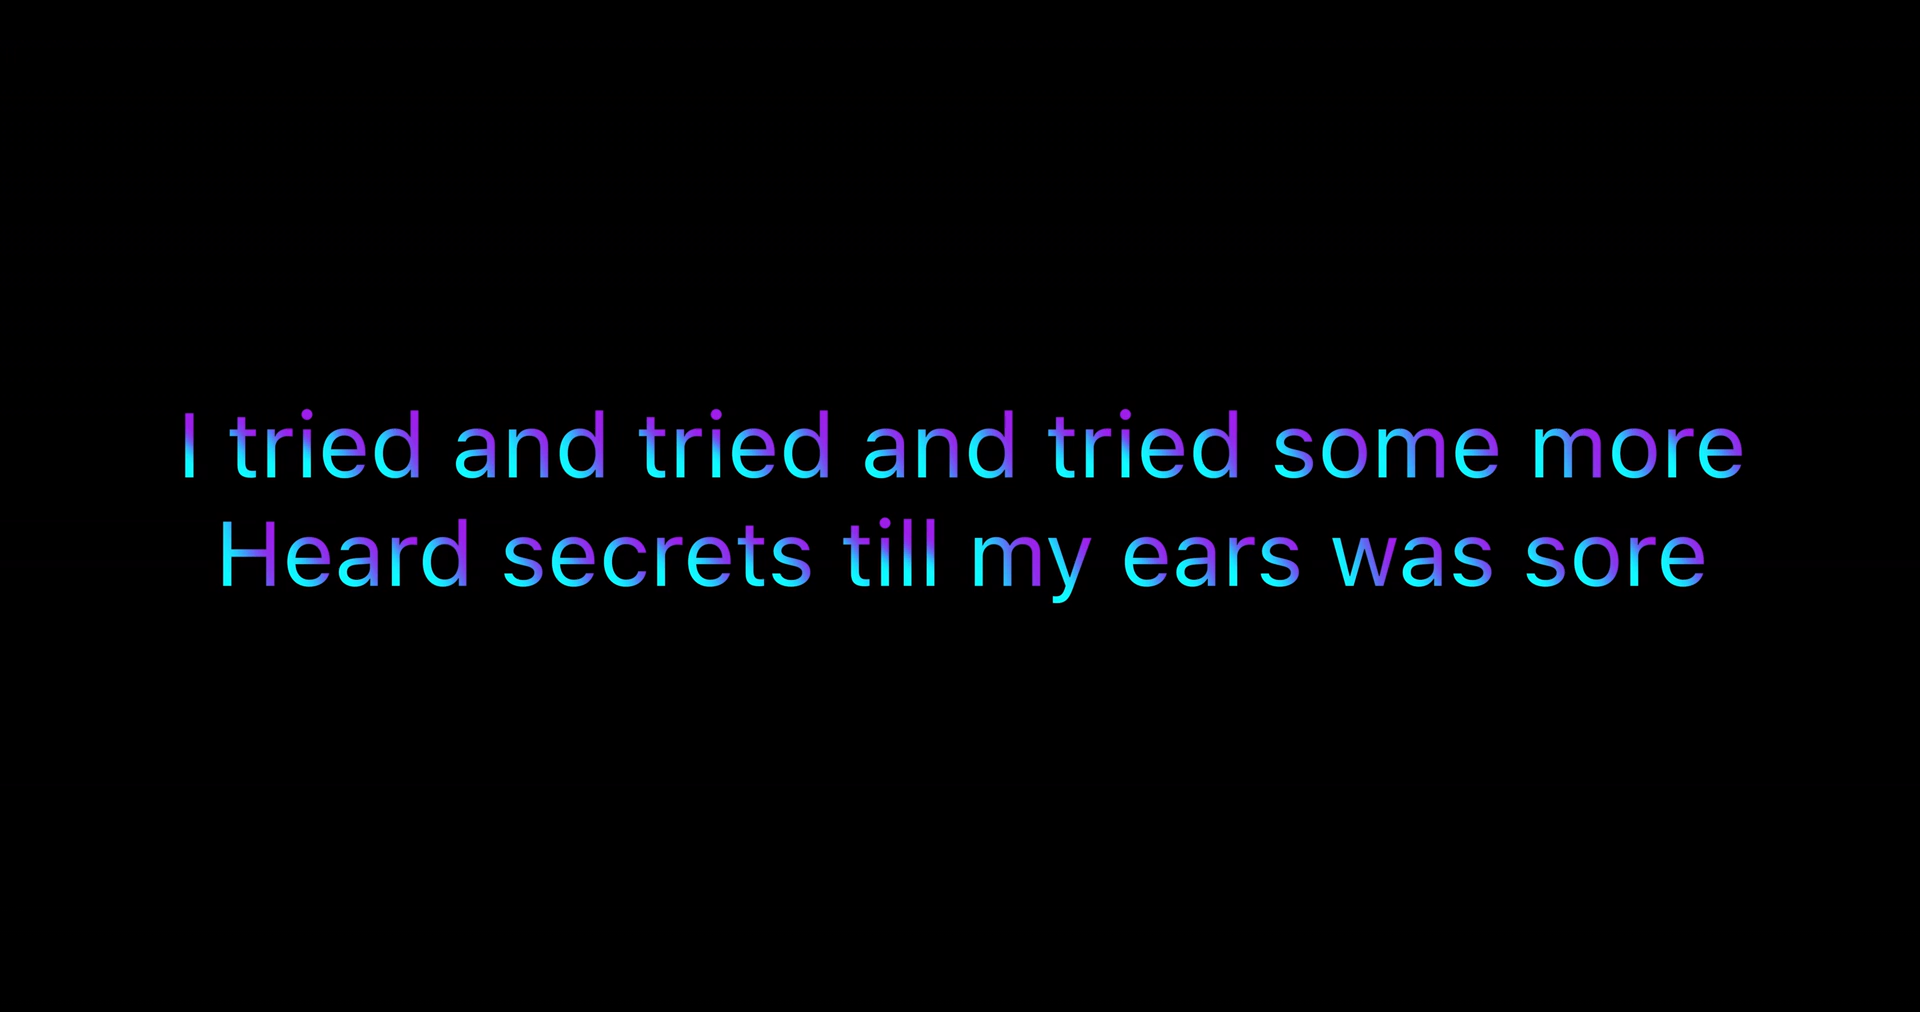 I tried and tried and tried some more
Heard secrets till my ears was sore